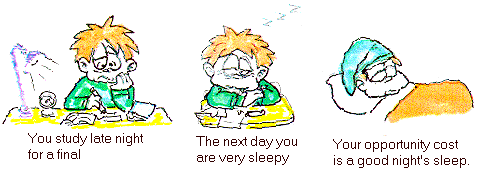 z z z
You study late night
for a final
The next day you
are very sleepy
Your opportunity cost
is a good night's sleep.